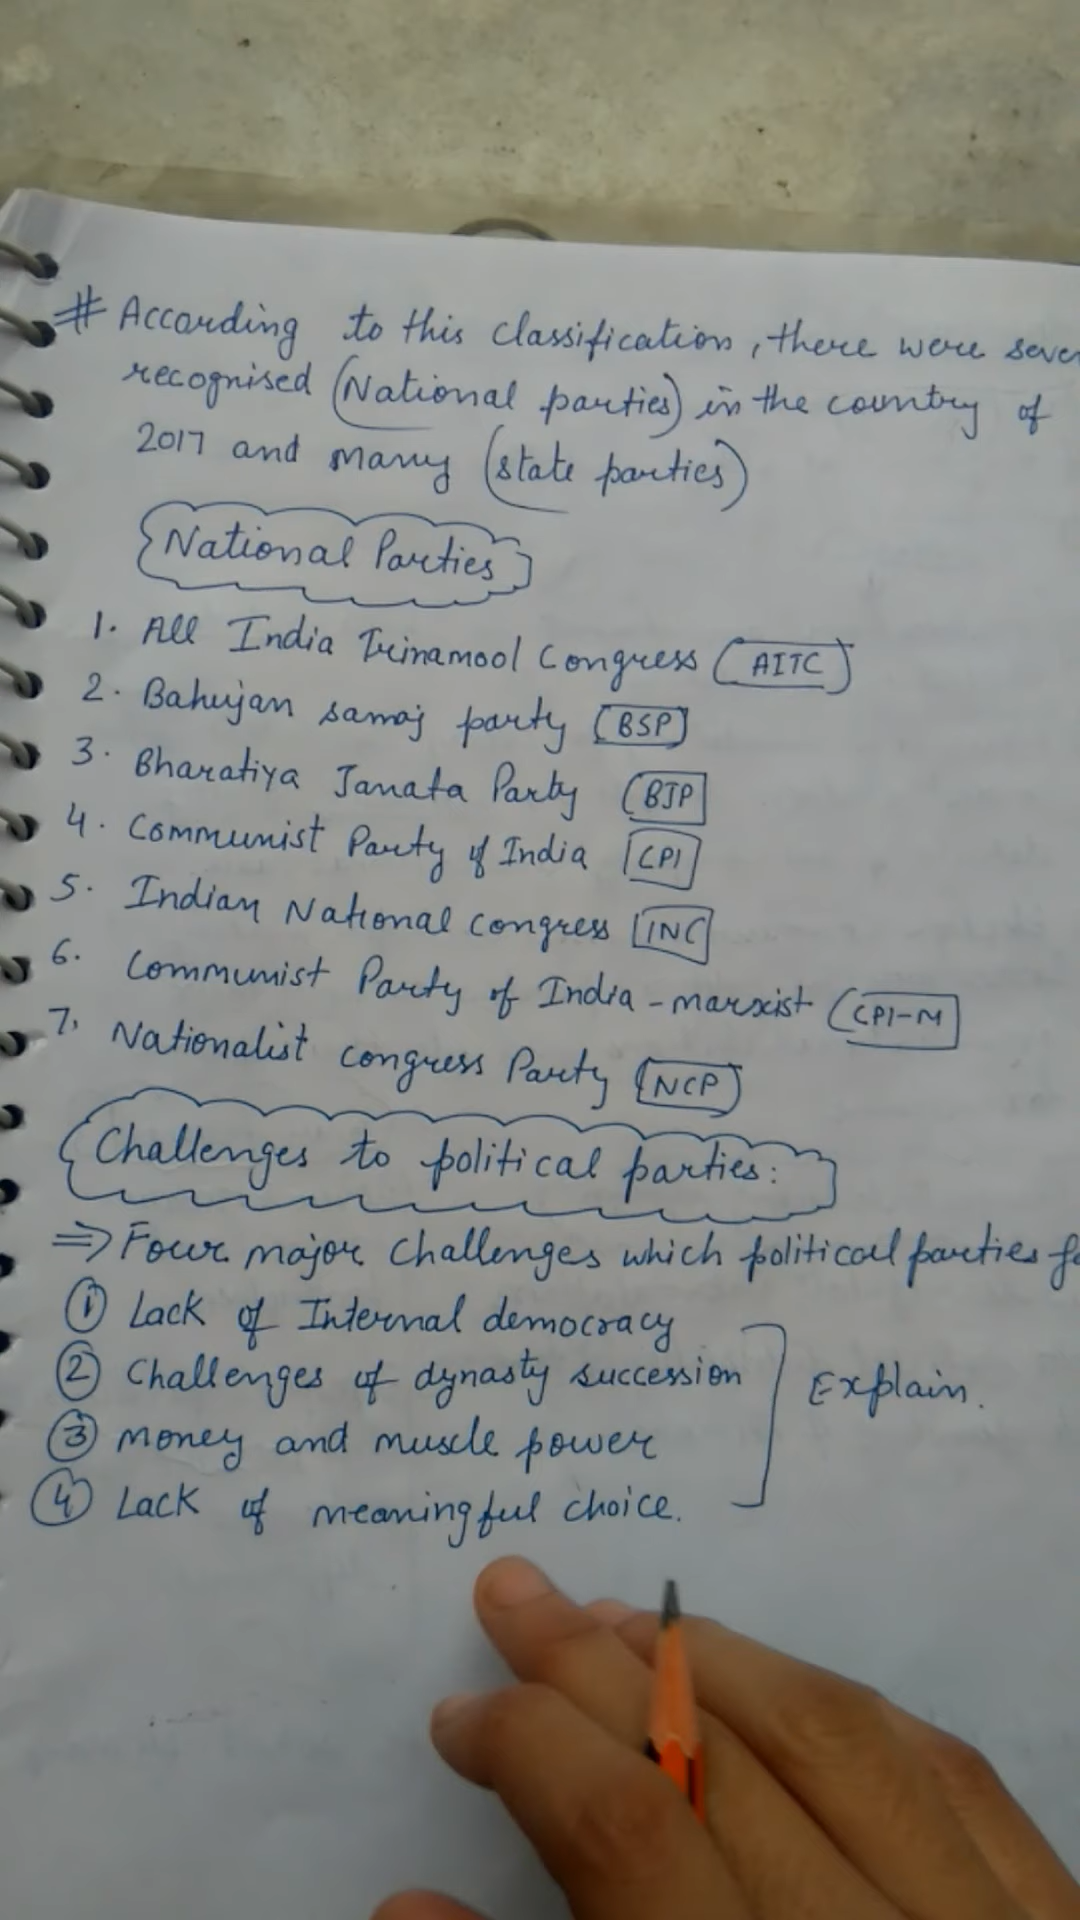 # According to this classification, there were seven
recognised (National parties) in the country of
2017 and many (state parties)
National Parties
1. All India Trinamool Congress (AITC)
2. Bahujan samaj party (BSP)
3. Bharatiya Janata Party (BJP)
4. Communist Party of India [CPI]
5. Indian National congress [INC]
6. Communist Party of India - marxist (CPI-M]
7. Nationalist congress Party [NCP]
Challenges to political parties:
⇒ Four major challenges which political parties
① Lack of Internal democracy
② Challenges of dynasty succession
③ money and muscle power
④ Lack of meaningful choice.
Explain.